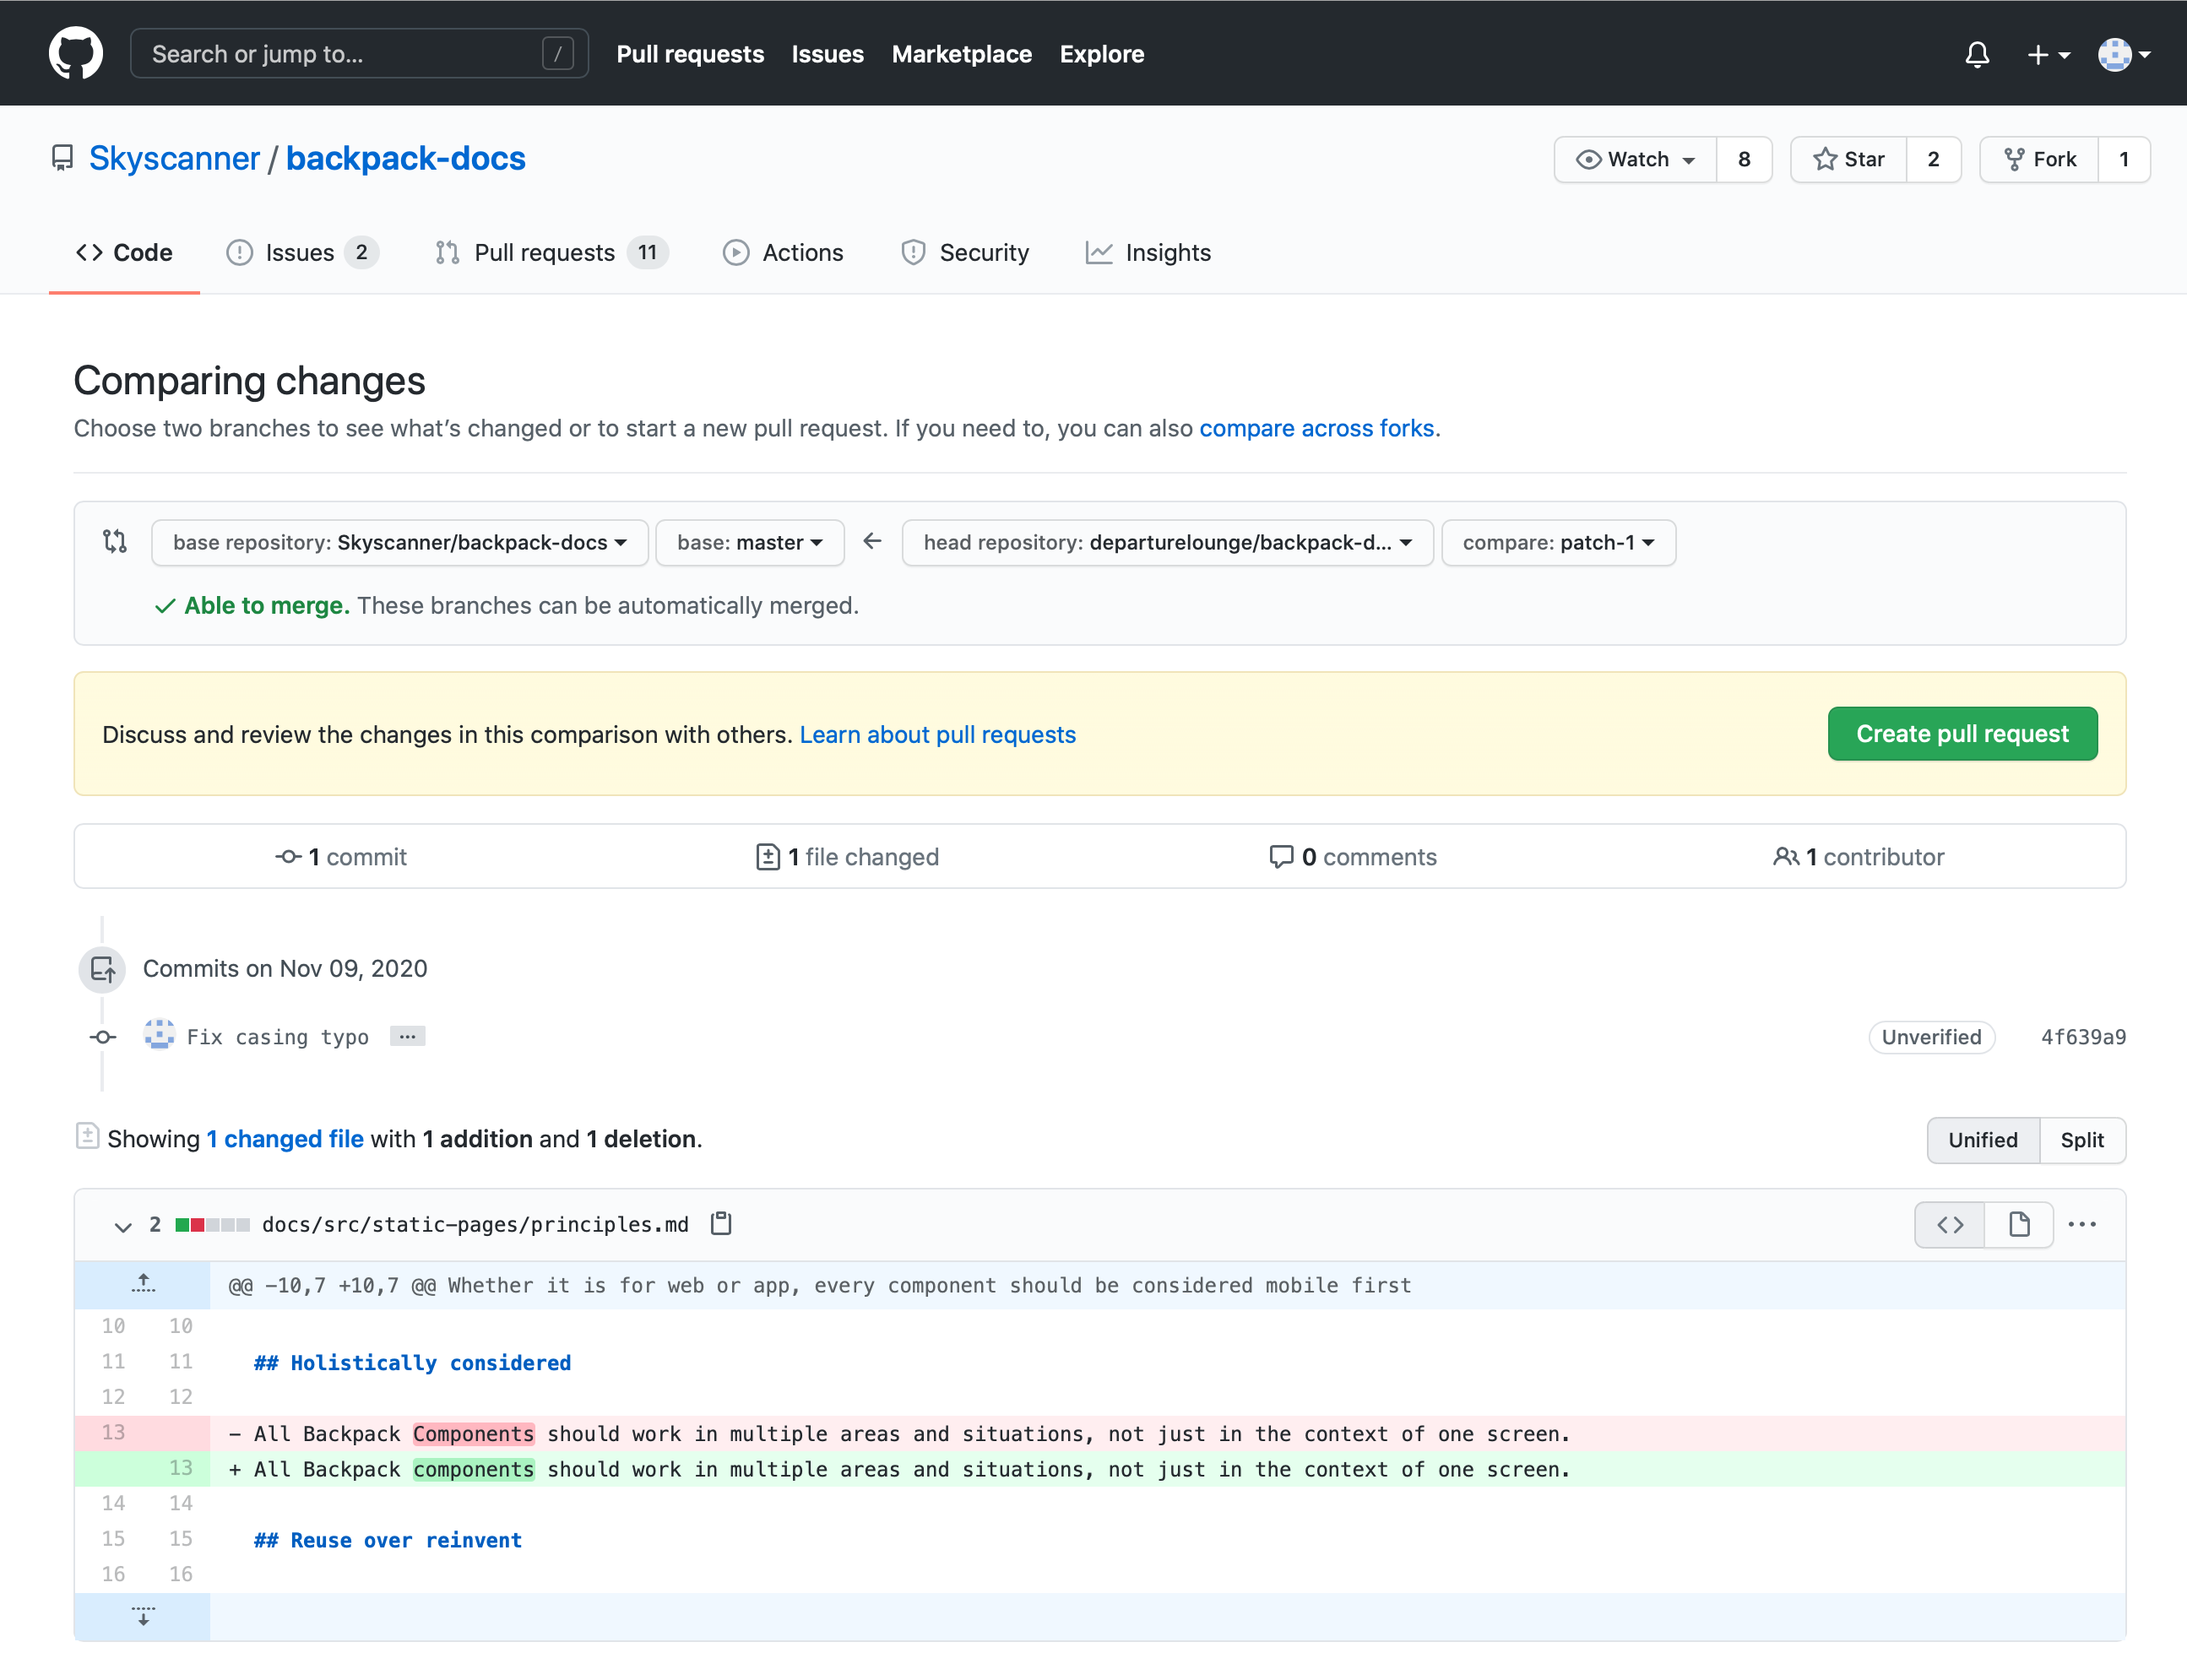 Search or jump to... /
Pull requests Issues Marketplace Explore
Skyscanner / backpack-docs
Watch 8 Star 2 Fork 1
Code Issues 2 Pull requests 11 Actions Security Insights
Comparing changes
Choose two branches to see what’s changed or to start a new pull request. If you need to, you can also compare across forks.
base repository: Skyscanner/backpack-docs base: master ← head repository: departurelounge/backpack-d... compare: patch-1
Able to merge. These branches can be automatically merged.
Discuss and review the changes in this comparison with others. Learn about pull requests
Create pull request
1 commit 1 file changed 0 comments 1 contributor
Commits on Nov 09, 2020
Fix casing typo ... Unverified 4f639a9
Showing 1 changed file with 1 addition and 1 deletion.
Unified Split
2 docs/src/static-pages/principles.md
@@ -10,7 +10,7 @@ Whether it is for web or app, every component should be considered mobile first
10 10
11 11 ## Holistically considered
12 12
13 - All Backpack Components should work in multiple areas and situations, not just in the context of one screen.
13 + All Backpack components should work in multiple areas and situations, not just in the context of one screen.
14 14
15 15 ## Reuse over reinvent
16 16